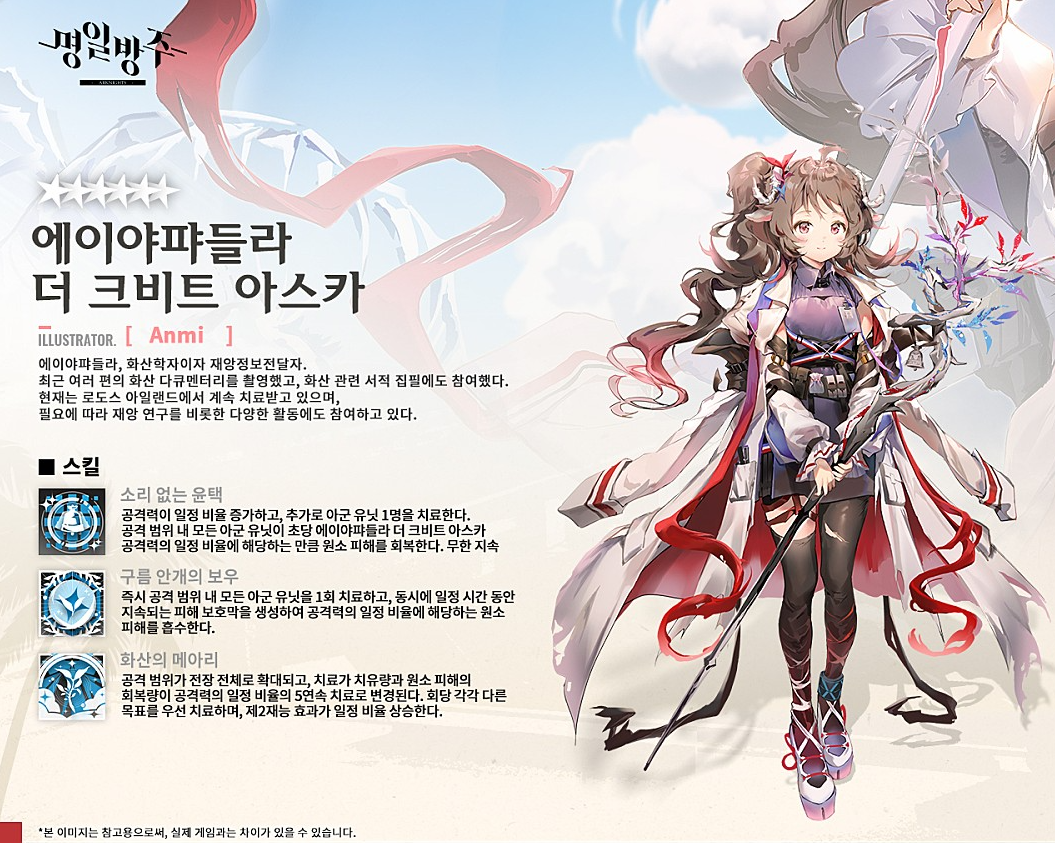 명일방주
ARKNIGHTS
에이야퍄들라
더 크비트 아스카
ILLUSTRATOR. [ Anmi ]
에이야퍄들라, 화산학자이자 재앙정보전달자.
최근 여러 편의 화산 다큐멘터리를 촬영했고, 화산 관련 서적 집필에도 참여했다.
현재는 로도스 아일랜드에서 계속 치료받고 있으며,
필요에 따라 재앙 연구를 비롯한 다양한 활동에도 참여하고 있다.
■ 스킬
소리 없는 윤택
공격력이 일정 비율 증가하고, 추가로 아군 유닛 1명을 치료한다.
공격 범위 내 모든 아군 유닛이 초당 에이야퍄들라 더 크비트 아스카
공격력의 일정 비율에 해당하는 만큼 원소 피해를 회복한다. 무한 지속
구름 안개의 보우
즉시 공격 범위 내 모든 아군 유닛을 1회 치료하고, 동시에 일정 시간 동안
지속되는 피해 보호막을 생성하여 공격력의 일정 비율에 해당하는 원소
피해를 흡수한다.
화산의 메아리
공격 범위가 전장 전체로 확대되고, 치료가 치유량과 원소 피해의
회복량이 공격력의 일정 비율의 5연속 치료로 변경된다. 회당 각각 다른
목표를 우선 치료하며, 제2재능 효과가 일정 비율 상승한다.
*본 이미지는 참고용으로써, 실제 게임과는 차이가 있을 수 있습니다.